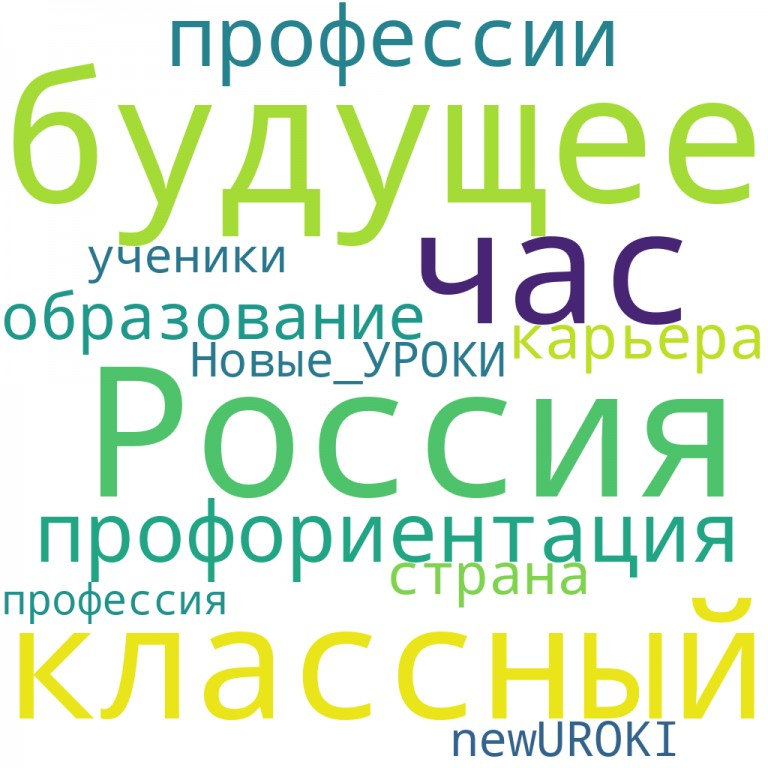 профессии
будущее
час
ученики
образование
карьера
Новые_УРОКИ
Россия
профориентация
страна
профессия
классный
newUROKI